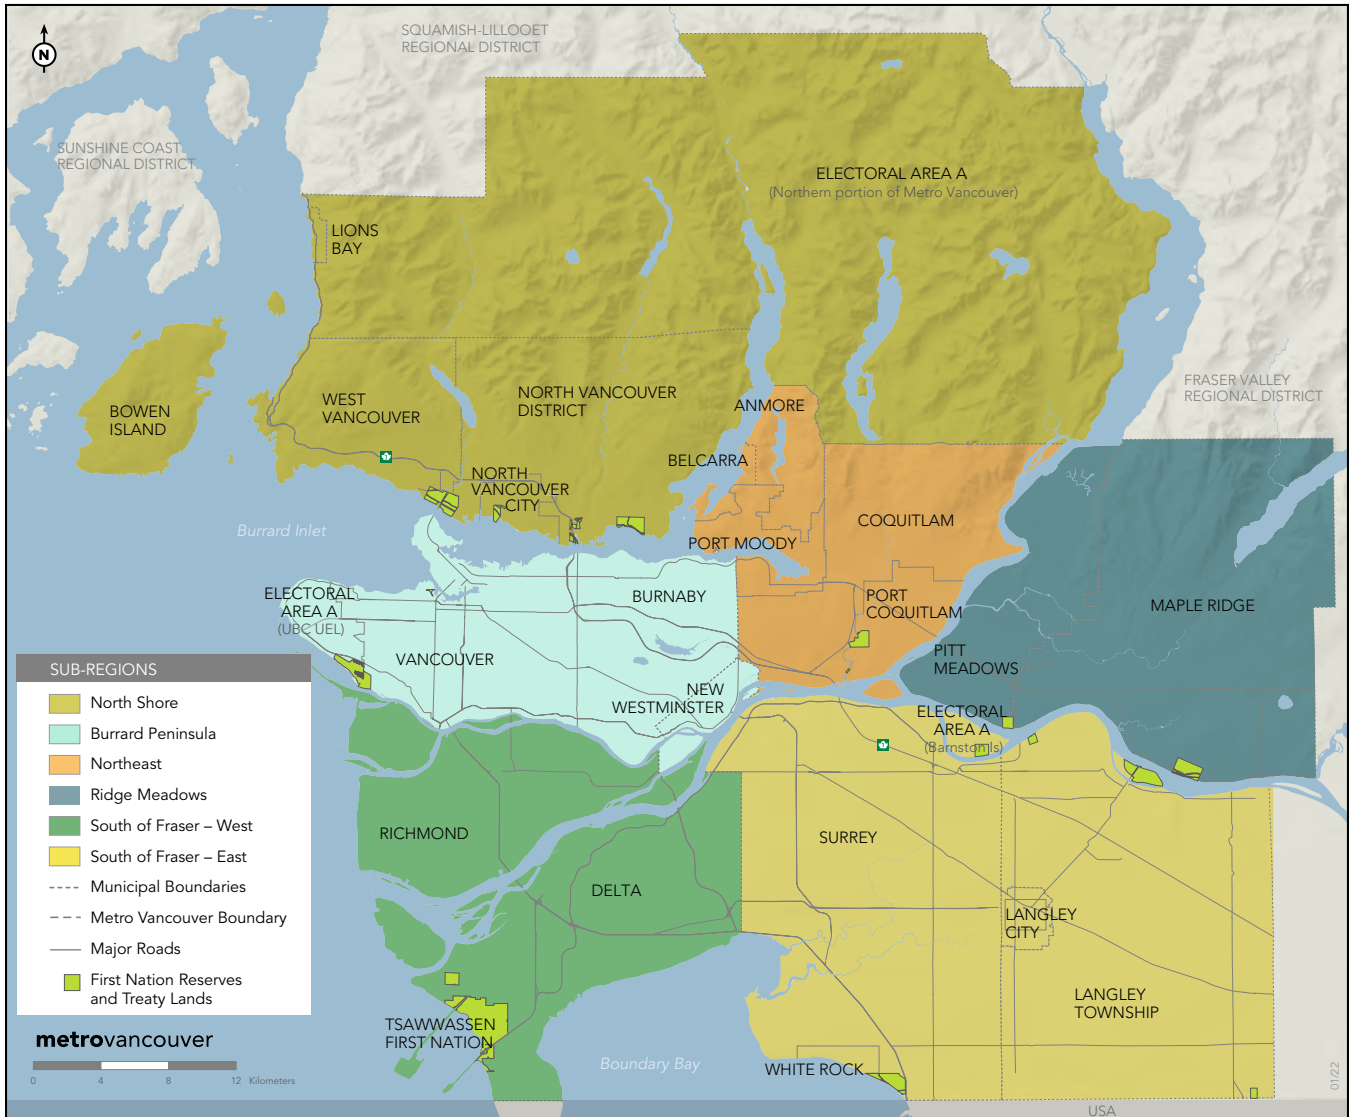 N
SQUAMISH-LILLOOET
REGIONAL DISTRICT
SUNSHINE COAST
REGIONAL DISTRICT
ELECTORAL AREA A
(Northern portion of Metro Vancouver)
LIONS
BAY
FRASER VALLEY
REGIONAL DISTRICT
BOWEN
ISLAND
WEST
VANCOUVER
NORTH VANCOUVER
DISTRICT
ANMORE
BELCARRA
1
NORTH
VANCOUVER
CITY
Burrard Inlet
PORT MOODY
COQUITLAM
ELECTORAL
AREA A
(UBC UEL)
BURNABY
PORT
COQUITLAM
MAPLE RIDGE
VANCOUVER
PITT
MEADOWS
NEW
WESTMINSTER
ELECTORAL
AREA A
(Barnston Is)
1
SUB-REGIONS
North Shore
Burrard Peninsula
Northeast
Ridge Meadows
South of Fraser – West
South of Fraser – East
Municipal Boundaries
Metro Vancouver Boundary
Major Roads
First Nation Reserves
and Treaty Lands
RICHMOND
SURREY
DELTA
LANGLEY
CITY
LANGLEY
TOWNSHIP
TSAWWASSEN
FIRST NATION
Boundary Bay
WHITE ROCK
metrovancouver
0 4 8 12 Kilometers
01/22
USA